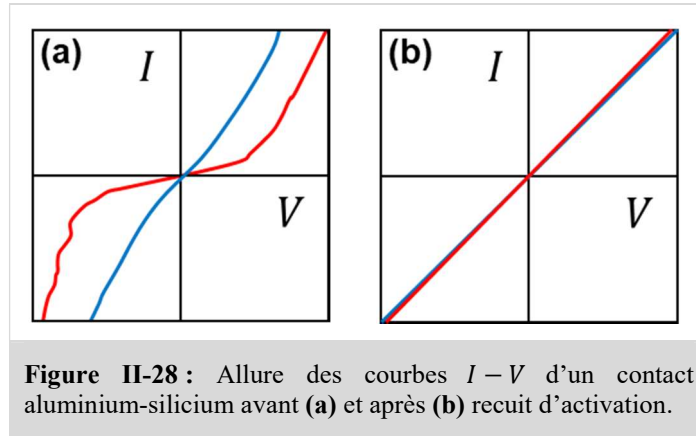 (a) I V
(b) I V
Figure II-28 : Allure des courbes I − V d’un contact
aluminium-silicium avant (a) et après (b) recuit d’activation.